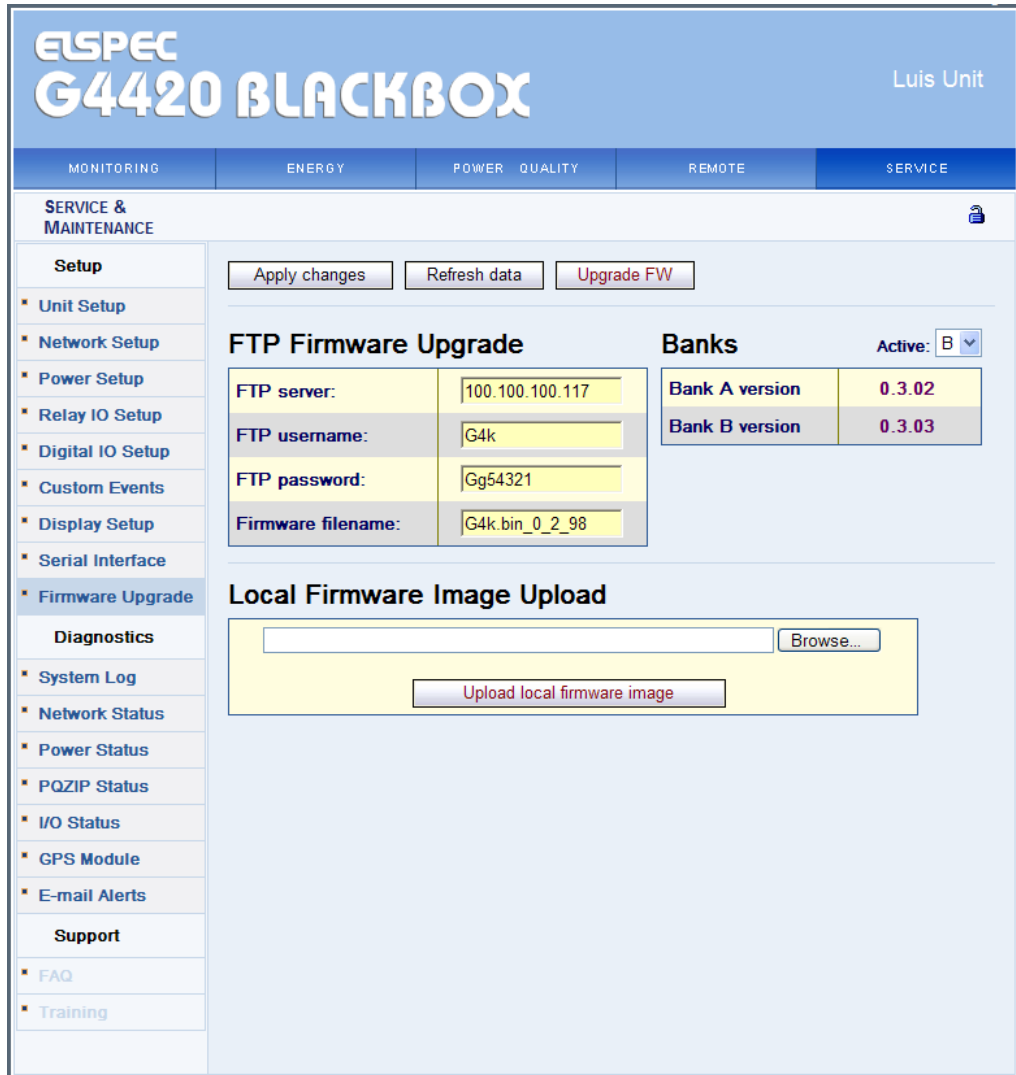 ELSPEC
G4420 BLACKBOX
Luis Unit
MONITORING ENERGY POWER QUALITY REMOTE SERVICE
SERVICE &
MAINTENANCE
Setup
Unit Setup
Network Setup
Power Setup
Relay IO Setup
Digital IO Setup
Custom Events
Display Setup
Serial Interface
Firmware Upgrade
Diagnostics
System Log
Network Status
Power Status
PQZIP Status
I/O Status
GPS Module
E-mail Alerts
Support
FAQ
Training
Apply changes Refresh data Upgrade FW
FTP Firmware Upgrade
FTP server: 100.100.100.117
FTP username: G4k
FTP password: Gg54321
Firmware filename: G4k.bin_0_2_98
Banks Active: B
Bank A version 0.3.02
Bank B version 0.3.03
Local Firmware Image Upload
Browse...
Upload local firmware image